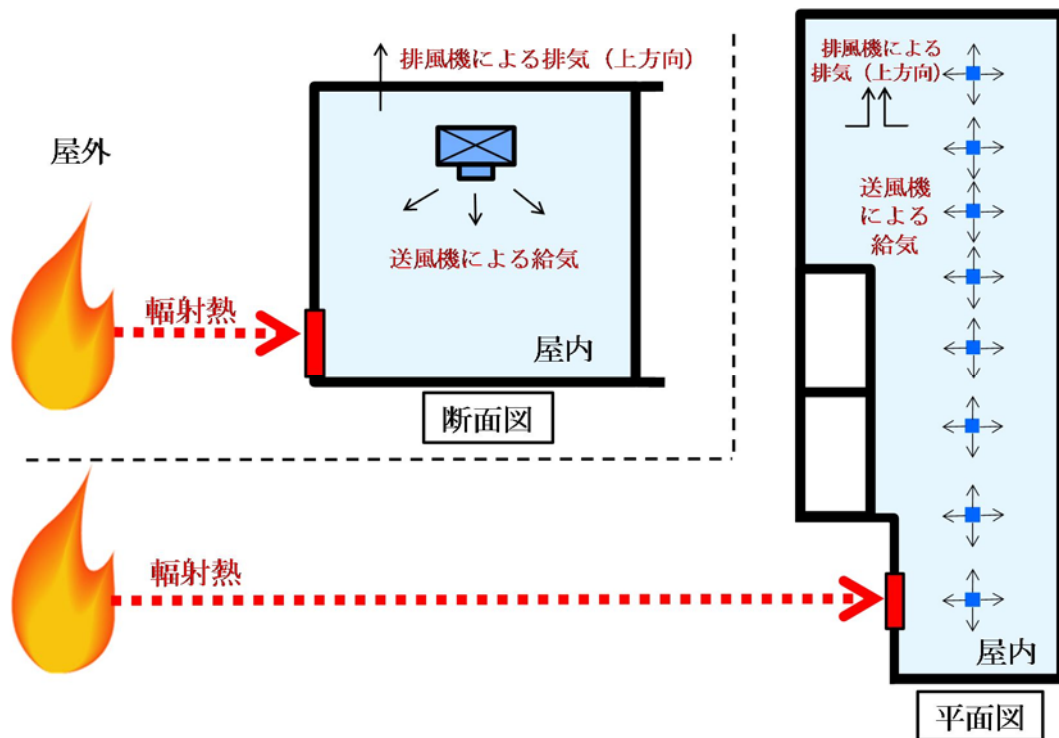 排風機による排気（上方向）
屋外
送風機による給気
輻射熱
屋内
断面図
輻射熱
排風機による
排気（上方向）
送風機
による
給気
屋内
平面図